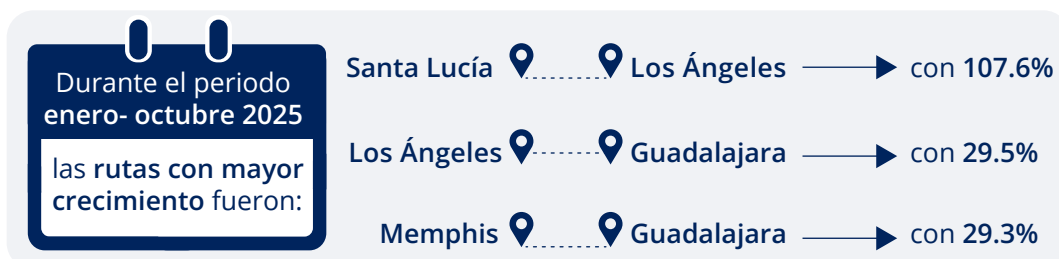 Durante el periodo
enero- octubre 2025
las rutas con mayor
crecimiento fueron:
Santa Lucía Los Ángeles con 107.6%
Los Ángeles Guadalajara con 29.5%
Memphis Guadalajara con 29.3%